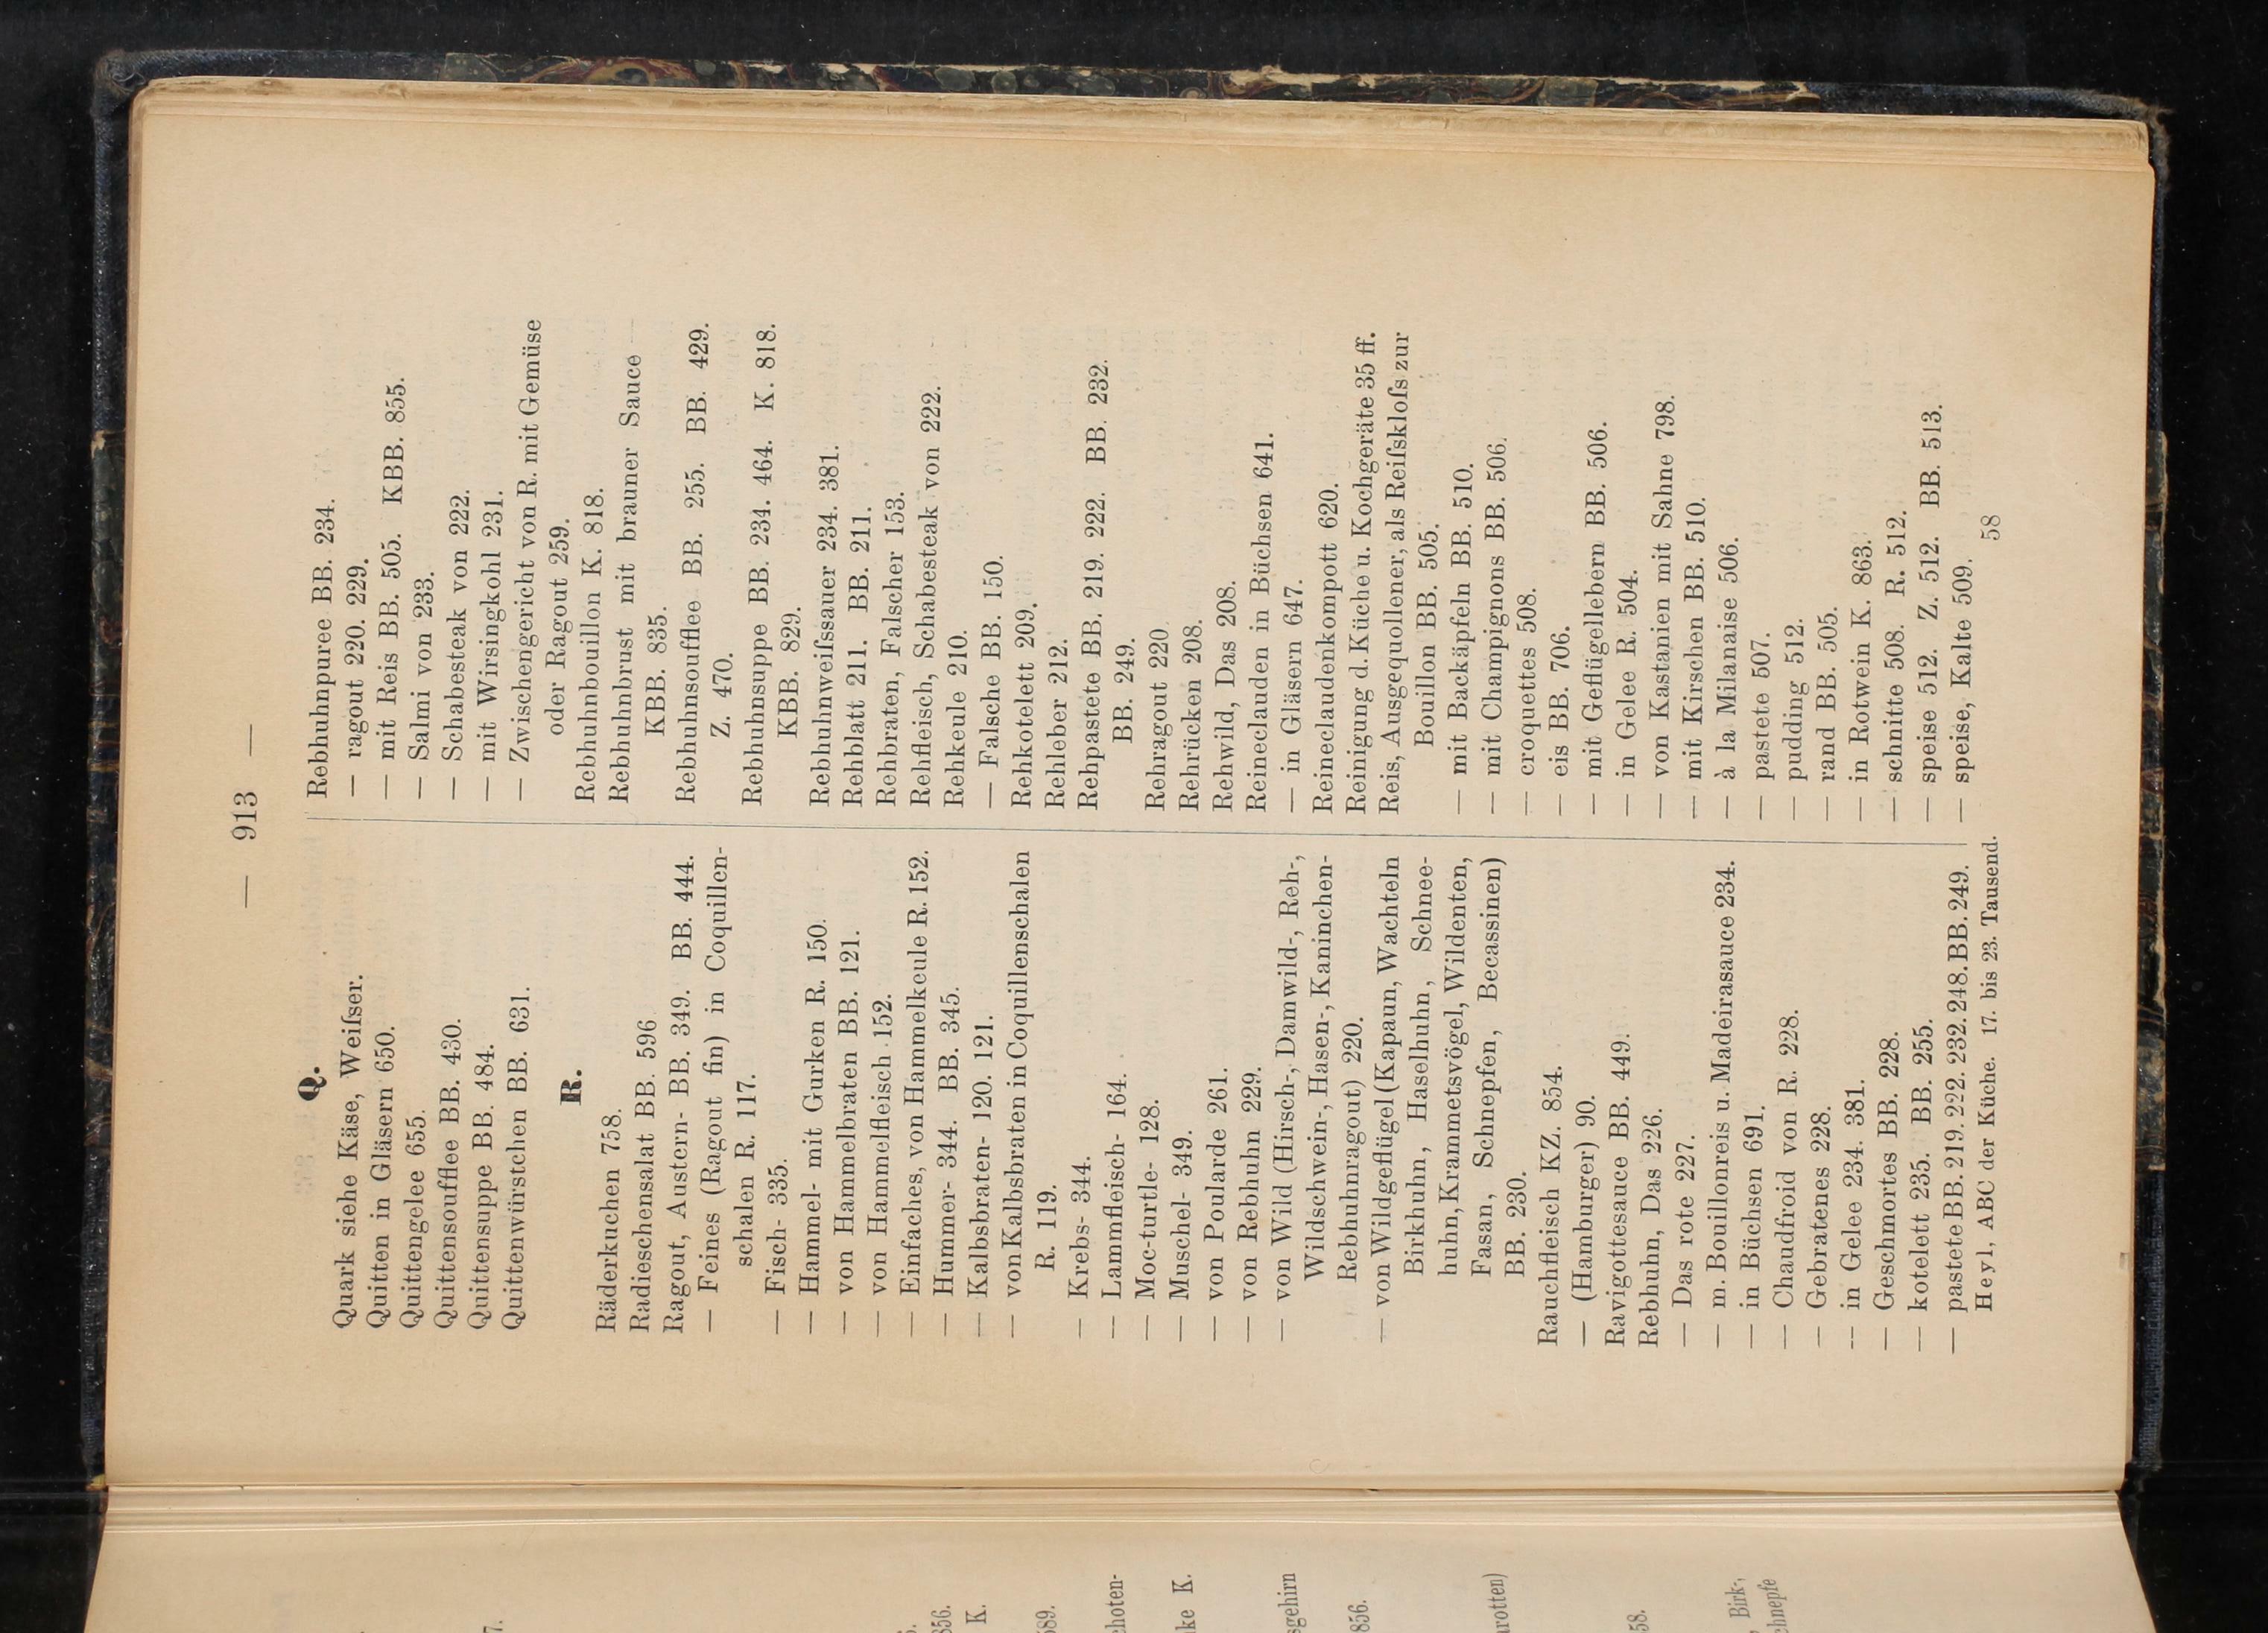 — 913 —
Q.
Quark siehe Käse, Weiſser.
Quitten in Gläsern 650.
Quittengelee 655.
Quittensoufflee BB. 430.
Quittensuppe BB. 484.
Quittenwürstchen BB. 631.
R.
Räderkuchen 758.
Radieschensalat BB. 596
Ragout, Austern- BB. 349. BB. 444.
— Feines (Ragout fin) in Coquillen-
schalen R. 117.
— Fisch- 335.
— Hammel- mit Gurken R. 150.
— von Hammelbraten BB. 121.
— von Hammelfleisch 152.
— Einfaches, von Hammelkeule R. 152.
— Hummer- 344. BB. 345.
— Kalbsbraten- 120. 121.
— von Kalbsbraten in Coquillenschalen
R. 119.
— Krebs- 344.
— Lammfleisch- 164.
— Moc-turtle- 128.
— Muschel- 349.
— von Poularde 261.
— von Rebhuhn 229.
— von Wild (Hirsch-, Damwild-, Reh-,
Wildschwein-, Hasen-, Kaninchen-
Rebhuhnragout) 220.
— von Wildgeflügel (Kapaun, Wachteln
Birkhuhn, Haselhuhn, Schnee-
huhn, Krammetsvögel, Wildenten,
Fasan, Schnepfen, Becassinen)
BB. 230.
Rauchfleisch KZ. 854.
— (Hamburger) 90.
Ravigottesauce BB. 449.
Rebhuhn, Das 226.
— Das rote 227.
— m. Bouillonreis u. Madeirasauce 234.
— in Büchsen 691.
— Chaudfroid von R. 228.
— Gebratenes 228.
— in Gelee 234. 381.
— Geschmortes BB. 228.
— kotelett 235. BB. 255.
— pastete BB. 219. 222. 232. 248. BB. 249.
Heyl, ABC der Küche. 17. bis 23. Tausend.
Rebhuhnpuree BB. 234.
— ragout 220. 229.
— mit Reis BB. 505. KBB. 855.
— Salmi von 233.
— Schabesteak von 222.
— mit Wirsingkohl 231.
— Zwischengericht von R. mit Gemüse
oder Ragout 259.
Rebhuhnbouillon K. 818.
Rebhuhnbrust mit brauner Sauce
KBB. 835.
Rebhuhnsoufflee BB. 255. BB. 429.
Z. 470.
Rebhuhnsuppe BB. 234. 464. K. 818.
KBB. 829.
Rebhuhnweiſssauer 234. 381.
Rehblatt 211. BB. 211.
Rehbraten, Falscher 153.
Rehfleisch, Schabesteak von 222.
Rehkeule 210.
— Falsche BB. 150.
Rehkotelett 209.
Rehleber 212.
Rehpastete BB. 219. 222. BB. 232.
BB. 249.
Rehragout 220
Rehrücken 208.
Rehwild, Das 208.
Reineclauden in Büchsen 641.
— in Gläsern 647.
Reineclaudenkompott 620.
Reinigung d. Küche u. Kochgeräte 35 ff.
Reis, Ausgequollener, als Reiſskloſs zur
Bouillon BB. 505.
— mit Backäpfeln BB. 510.
— mit Champignons BB. 506.
— croquettes 508.
— eis BB. 706.
— mit Geflügellebern BB. 506.
— in Gelee R. 504.
— von Kastanien mit Sahne 798.
— mit Kirschen BB. 510.
— à la Milanaise 506.
— pastete 507.
— pudding 512.
— rand BB. 505.
— in Rotwein K. 863.
— schnitte 508. R. 512.
— speise 512. Z. 512. BB. 513.
— speise, Kalte 509.
58
7.
856.
K.
589.
choten-
ke K.
sgehirn
856.
arotten)
58.
Birk-,
chnepfe